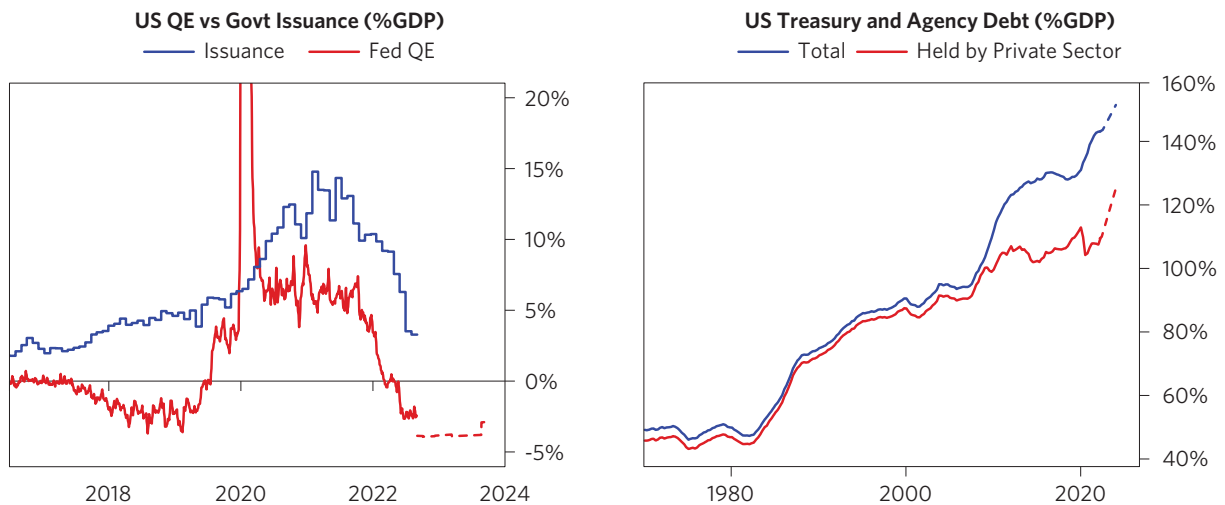 US QE vs Govt Issuance (%GDP)
Issuance Fed QE
20%
15%
10%
5%
0%
-5%
2018 2020 2022 2024
US Treasury and Agency Debt (%GDP)
Total Held by Private Sector
160%
140%
120%
100%
80%
60%
40%
1980 2000 2020